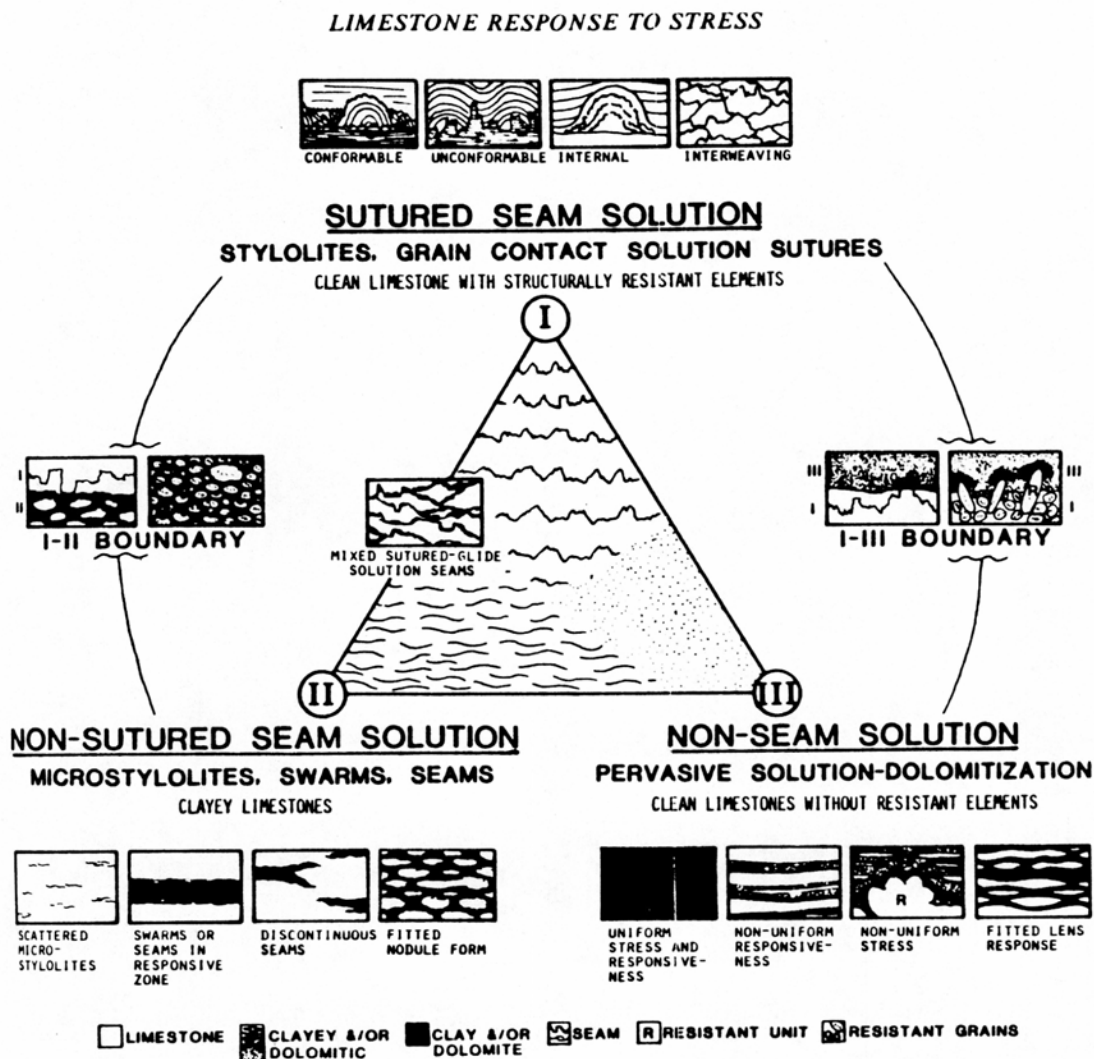 LIMESTONE RESPONSE TO STRESS
CONFORMABLE UNCONFORMABLE INTERNAL INTERWEAVING
SUTURED SEAM SOLUTION
STYLOLITES, GRAIN CONTACT SOLUTION SUTURES
CLEAN LIMESTONE WITH STRUCTURALLY RESISTANT ELEMENTS
I
I
II
I-II BOUNDARY
MIXED SUTURED-GLIDE
SOLUTION SEAMS
III
I
R
III
I
I-III BOUNDARY
II
III
NON-SUTURED SEAM SOLUTION
MICROSTYLOLITES, SWARMS, SEAMS
CLAYEY LIMESTONES
NON-SEAM SOLUTION
PERVASIVE SOLUTION-DOLOMITIZATION
CLEAN LIMESTONES WITHOUT RESISTANT ELEMENTS
SCATTERED
MICRO-
STYLOLITES
SWARMS OR
SEAMS IN
RESPONSIVE
ZONE
DISCONTINUOUS
SEAMS
FITTED
NODULE FORM
UNIFORM
STRESS AND
RESPONSIVE-
NESS
NON-UNIFORM
RESPONSIVE-
NESS
R
NON-UNIFORM
STRESS
FITTED LENS
RESPONSE
LIMESTONE
CLAYEY &/OR
DOLOMITIC
CLAY &/OR
DOLOMITE
SEAM
R RESISTANT UNIT
RESISTANT GRAINS